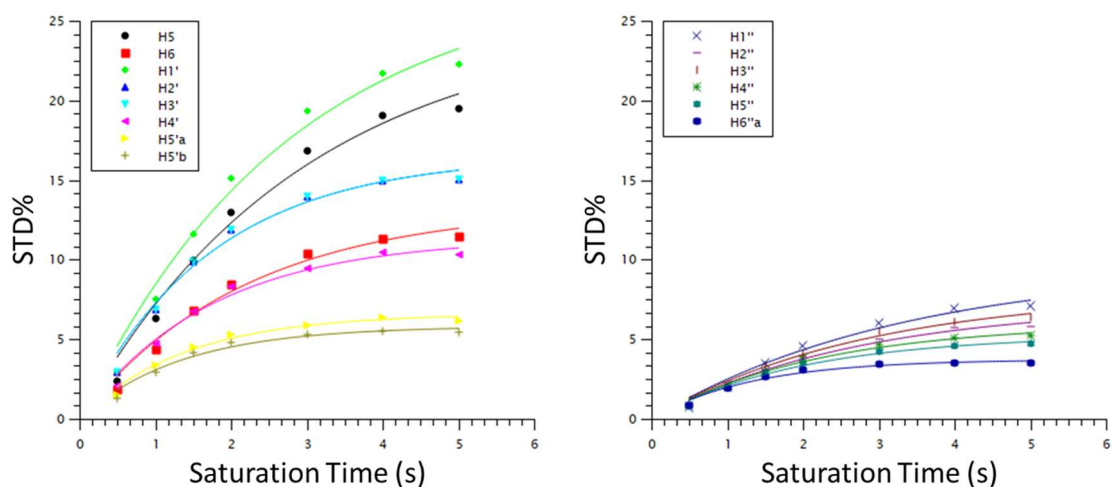 25
20
15
10
5
0
STD%
H5
H6
H1'
H2'
H3'
H4'
H5'a
H5'b
0 1 2 3 4 5 6
Saturation Time (s)
25
20
15
10
5
0
STD%
H1''
H2''
H3''
H4''
H5''
H6''a
0 1 2 3 4 5 6
Saturation Time (s)